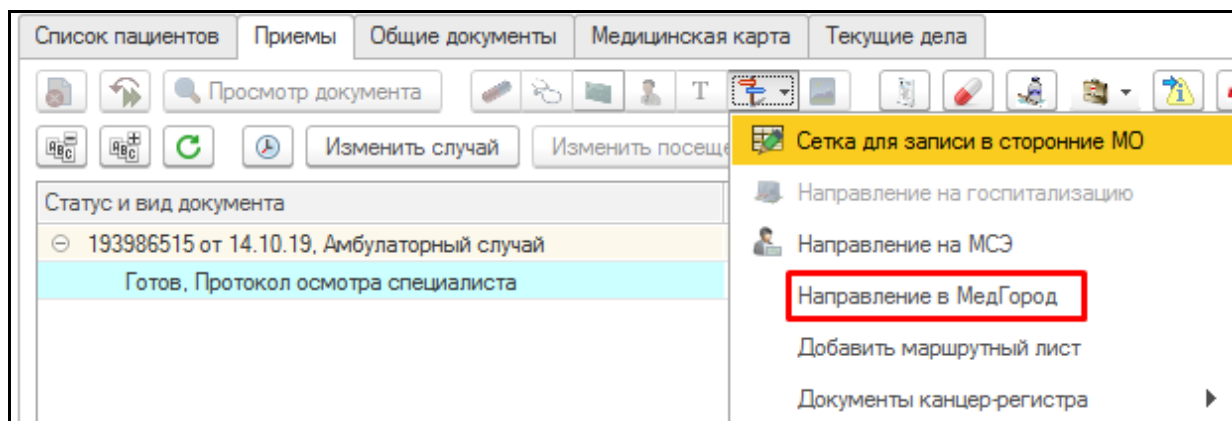 Список пациентов Приемы Общие документы Медицинская карта Текущие дела
Просмотр документа T
Изменить случай Изменить посеще
Сетка для записи в сторонние МО
Направление на госпитализацию
Направление на МСЭ
Направление в МедГород
Добавить маршрутный лист
Документы канцер-регистра
Статус и вид документа
193986515 от 14.10.19, Амбулаторный случай
Готов, Протокол осмотра специалиста